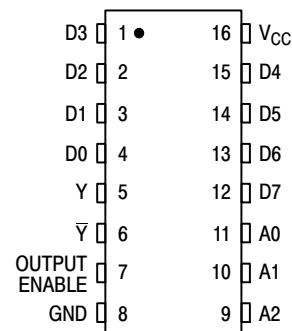 D3 1 16 VCC
D2 2 15 D4
D1 3 14 D5
D0 4 13 D6
Y 5 12 D7
Y̅ 6 11 A0
OUTPUT
ENABLE 7 10 A1
GND 8 9 A2